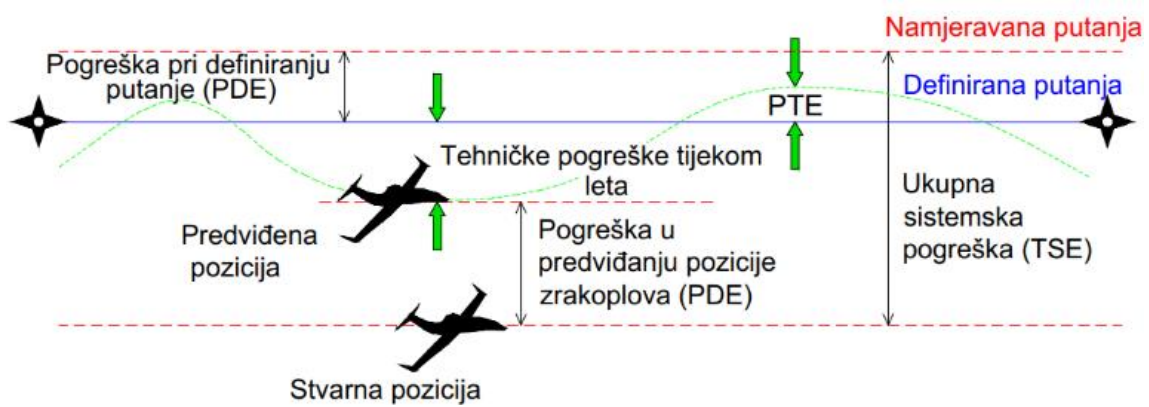 Namjeravana putanja
Pogreška pri definiranju
putanje (PDE)
Definirana putanja
PTE
Tehničke pogreške tijekom
leta
Predviđena
pozicija
Pogreška u
predviđanju pozicije
zrakoplova (PDE)
Ukupna
sistemska
pogreška (TSE)
Stvarna pozicija